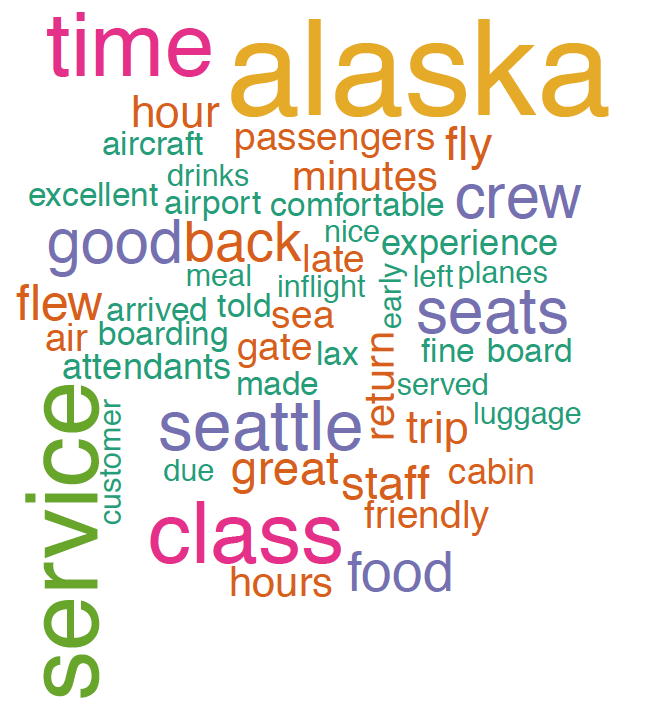 time
alaska
hour
aircraft
passengers
fly
drinks
minutes
excellent
airport
comfortable
crew
good
back
nice
late
experience
meal
inflight
early
left
planes
flew
arrived
told
sea
seats
air
boarding
gate
lax
return
fine
board
attendants
made
served
service
customer
seattle
trip
luggage
due
great
staff
cabin
class
friendly
hours
food